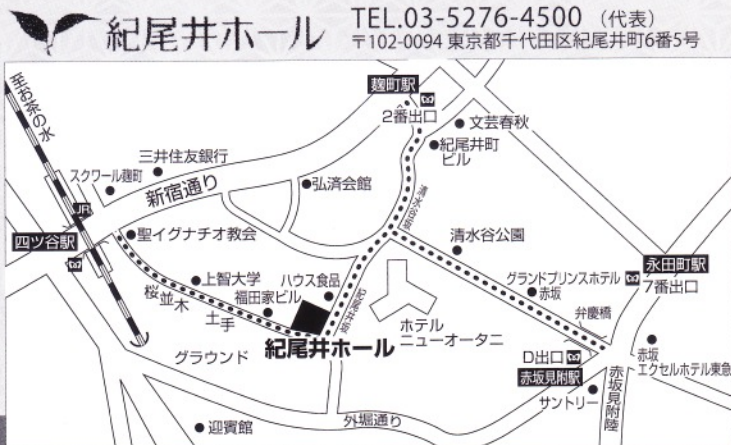 紀尾井ホール
TEL.03-5276-4500（代表）
〒102-0094 東京都千代田区紀尾井町6番5号
至お茶の水
麹町駅
2番出口
文芸春秋
紀尾井町
ビル
三井住友銀行
スクワール麹町
新宿通り
弘済会館
清水谷坂
JR
四ツ谷駅
聖イグナチオ教会
清水谷公園
永田町駅
7番出口
上智大学
ハウス食品
グランドプリンスホテル
赤坂
福田家ビル
桜並木
土手
紀尾井坂
弁慶橋
ホテル
ニューオータニ
紀尾井ホール
グラウンド
D出口
赤坂見附駅
赤坂
エクセルホテル東急
サントリー
赤坂見附陸
迎賓館
外堀通り